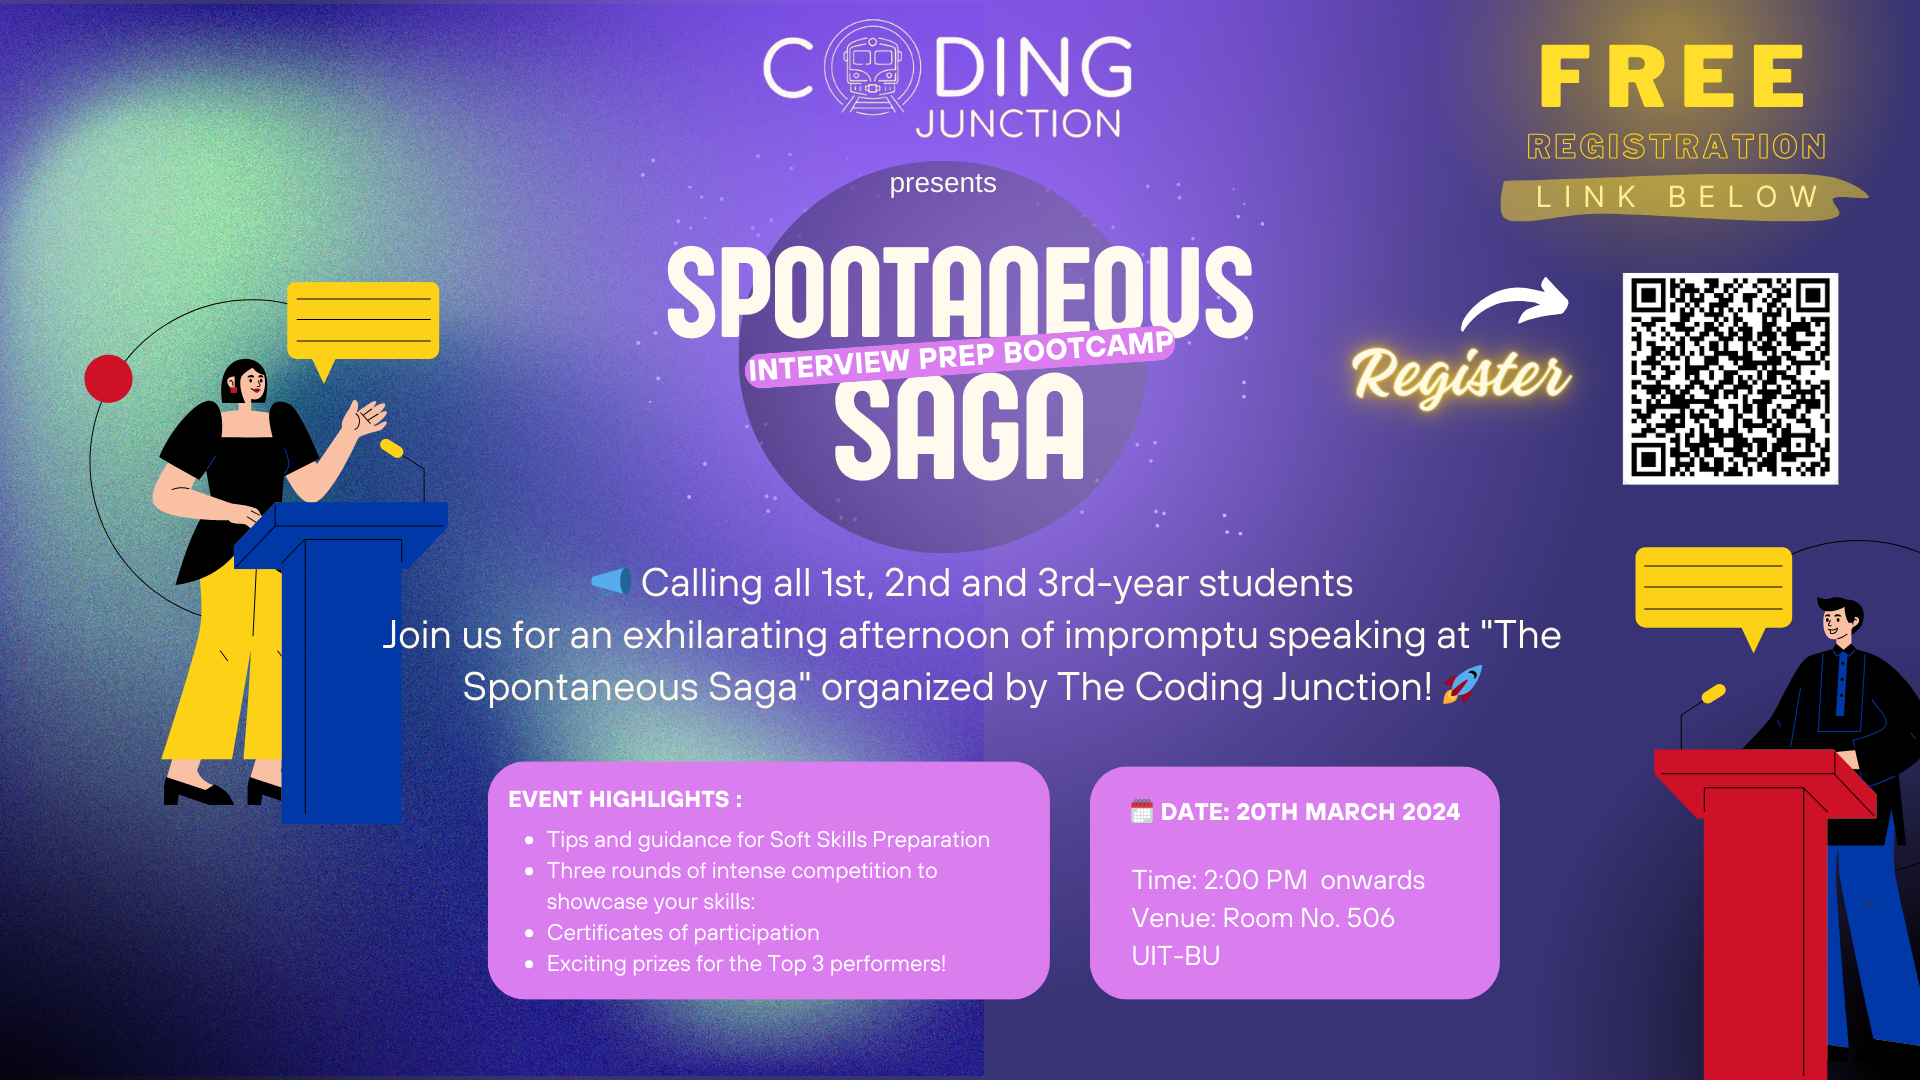 CODING
JUNCTION
presents
SPONTANEOUS
INTERVIEW PREP BOOTCAMP
SAGA
FREE
REGISTRATION
LINK BELOW
Register
📣 Calling all 1st, 2nd and 3rd-year students
Join us for an exhilarating afternoon of impromptu speaking at "The
Spontaneous Saga" organized by The Coding Junction! 🚀
EVENT HIGHLIGHTS :
• Tips and guidance for Soft Skills Preparation
• Three rounds of intense competition to
showcase your skills:
• Certificates of participation
• Exciting prizes for the Top 3 performers!
🗓️ DATE: 20TH MARCH 2024
Time: 2:00 PM onwards
Venue: Room No. 506
UIT-BU